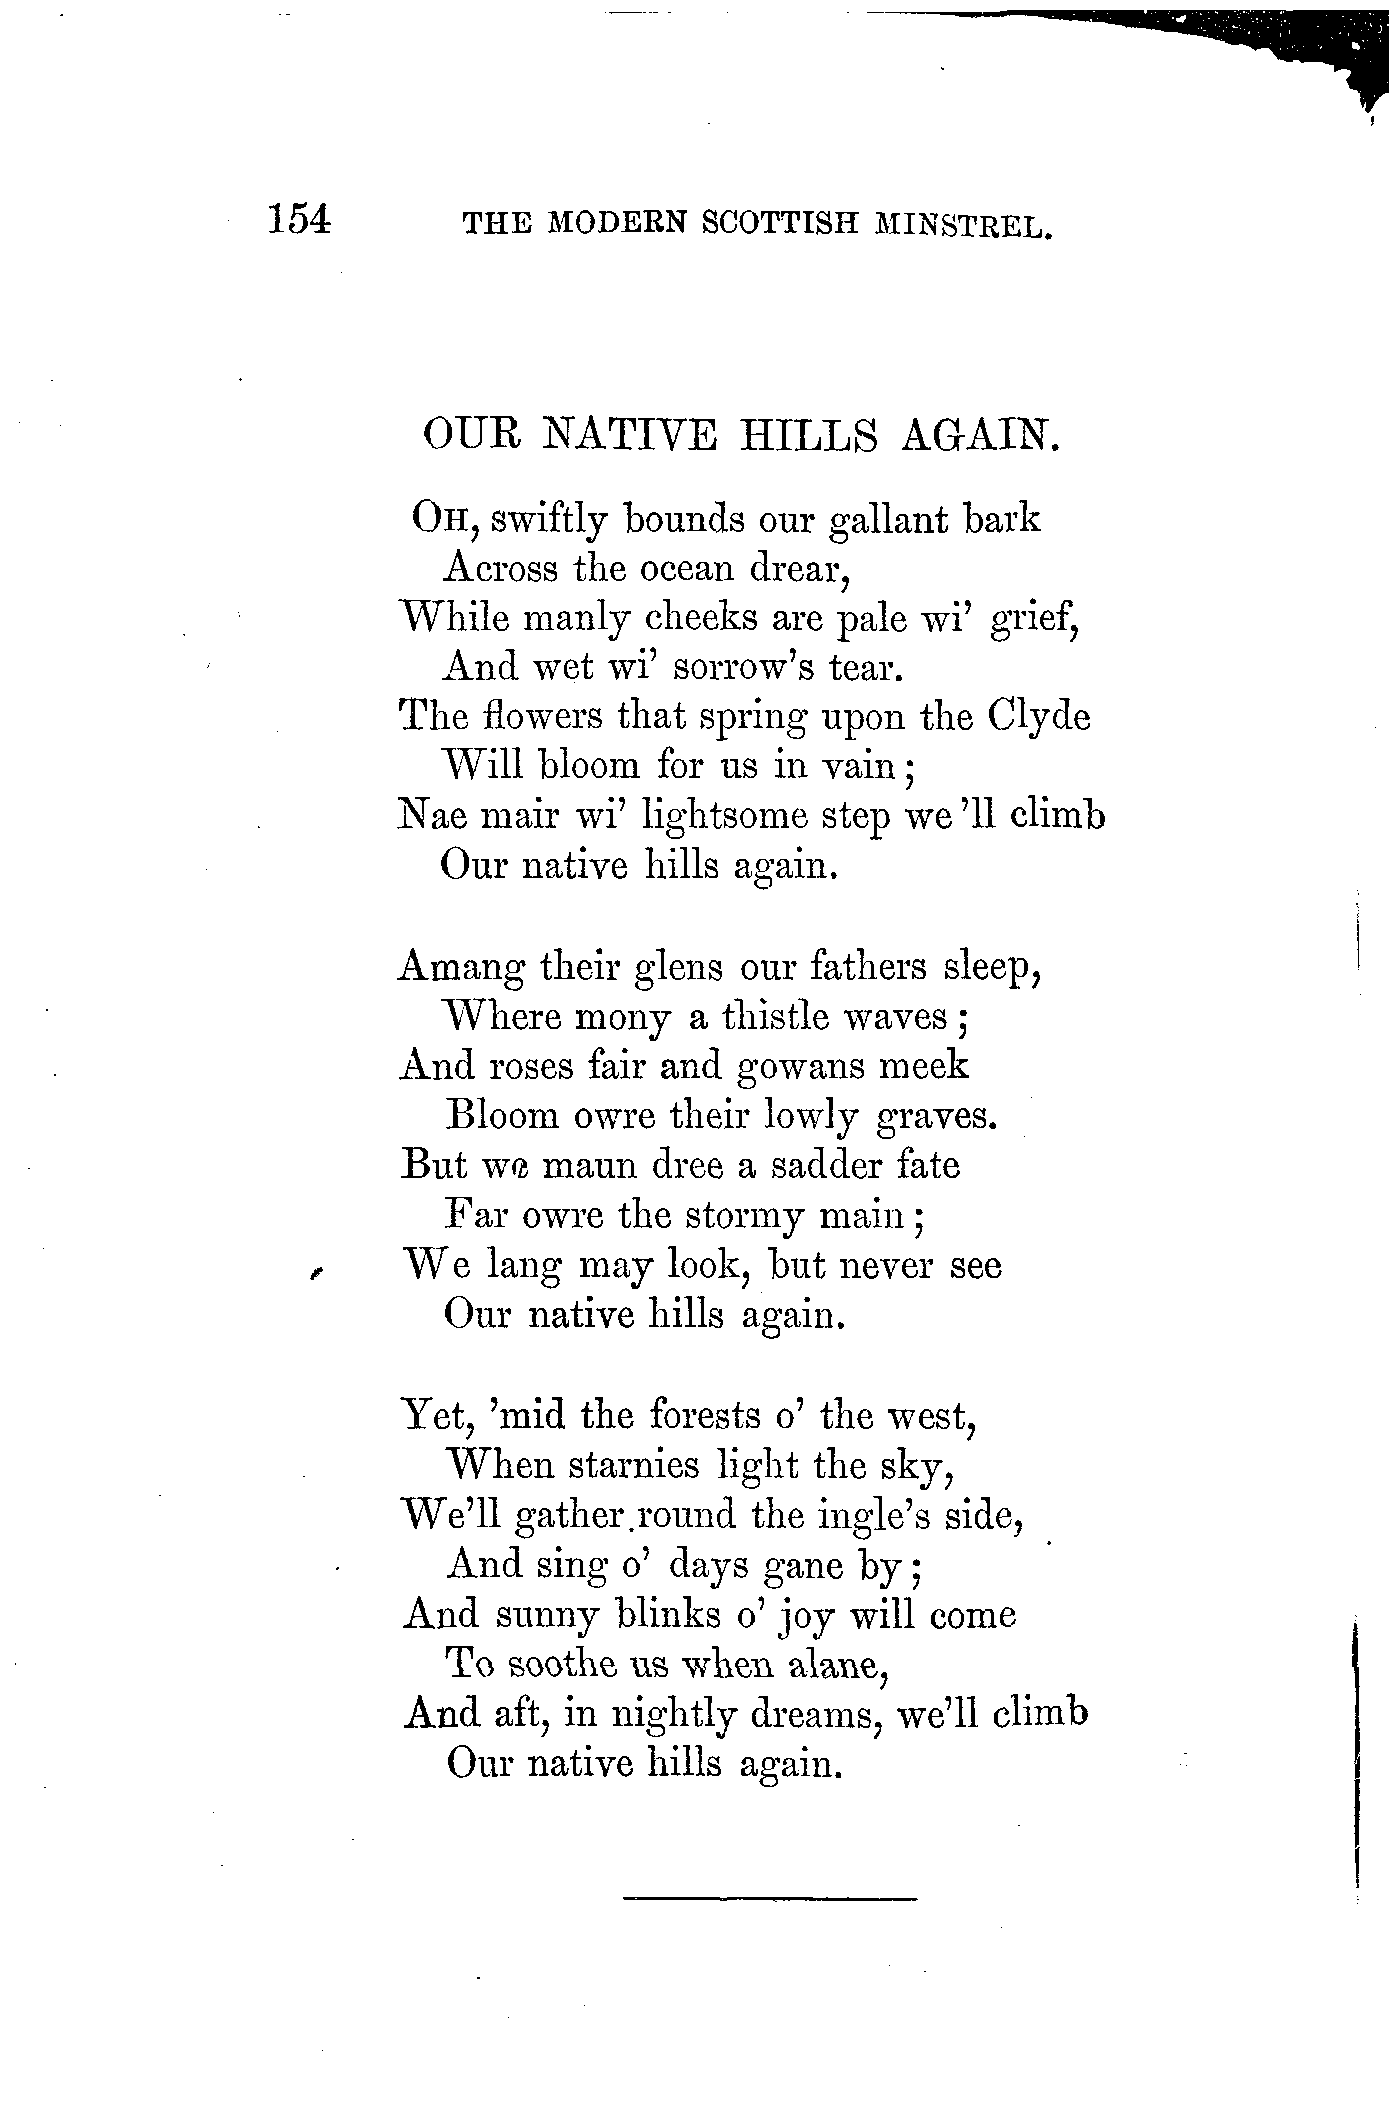 154 THE MODERN SCOTTISH MINSTREL.
OUR NATIVE HILLS AGAIN.
OH, swiftly bounds our gallant bark
Across the ocean drear,
While manly cheeks are pale wi' grief,
And wet wi' sorrow's tear.
The flowers that spring upon the Clyde
Will bloom for us in vain;
Nae mair wi' lightsome step we 'll climb
Our native hills again.
Amang their glens our fathers sleep,
Where mony a thistle waves;
And roses fair and gowans meek
Bloom owre their lowly graves.
But we maun dree a sadder fate
Far owre the stormy main;
We lang may look, but never see
Our native hills again.
Yet, 'mid the forests o' the west,
When starnies light the sky,
We'll gather round the ingle's side,
And sing o' days gane by;
And sunny blinks o' joy will come
To soothe us when alane,
And aft, in nightly dreams, we'll climb
Our native hills again.